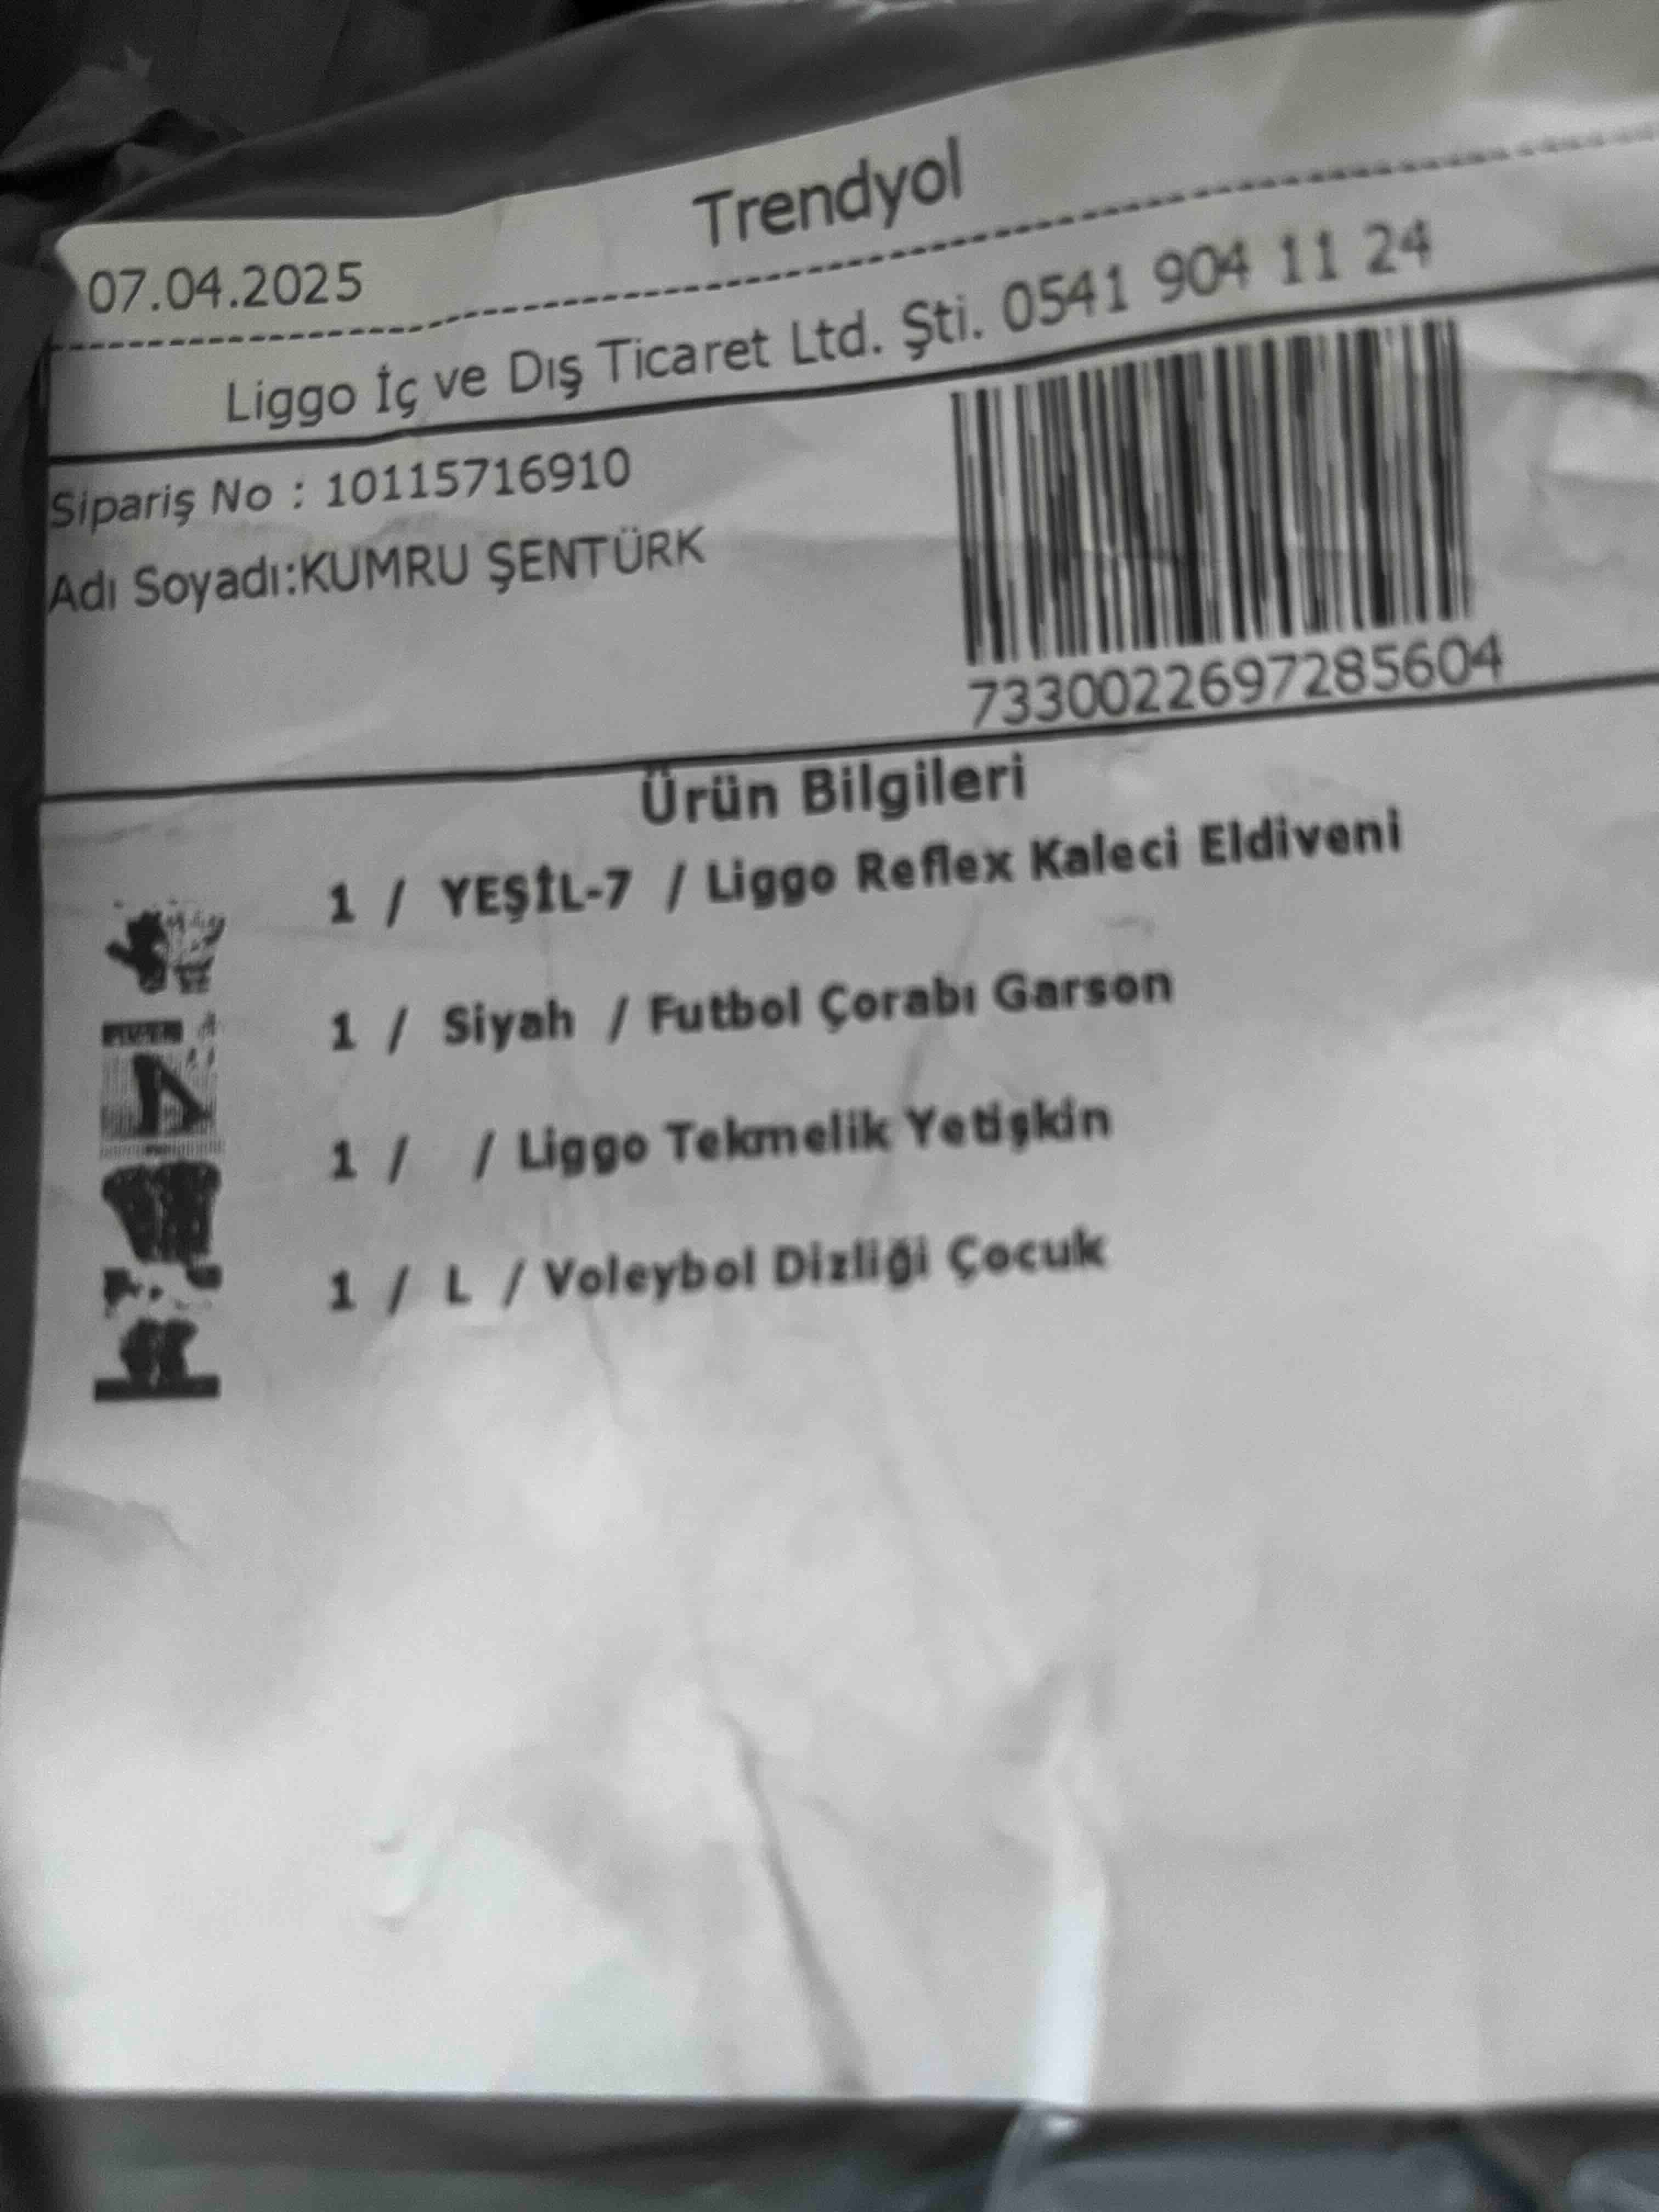 Trendyol
07.04.2025
Liggo İç ve Dış Ticaret Ltd. Şti. 0541 904 11 24
Sipariş No : 10115716910
Adı Soyadı:KUMRU ŞENTÜRK
7330022697285604
Ürün Bilgileri
1 / YEŞİL-7 / Liggo Reflex Kaleci Eldiveni
1 / Siyah / Futbol Çorabı Garson
1 / / Liggo Tekmelik Yetişkin
1 / L / Voleybol Dizliği Çocuk